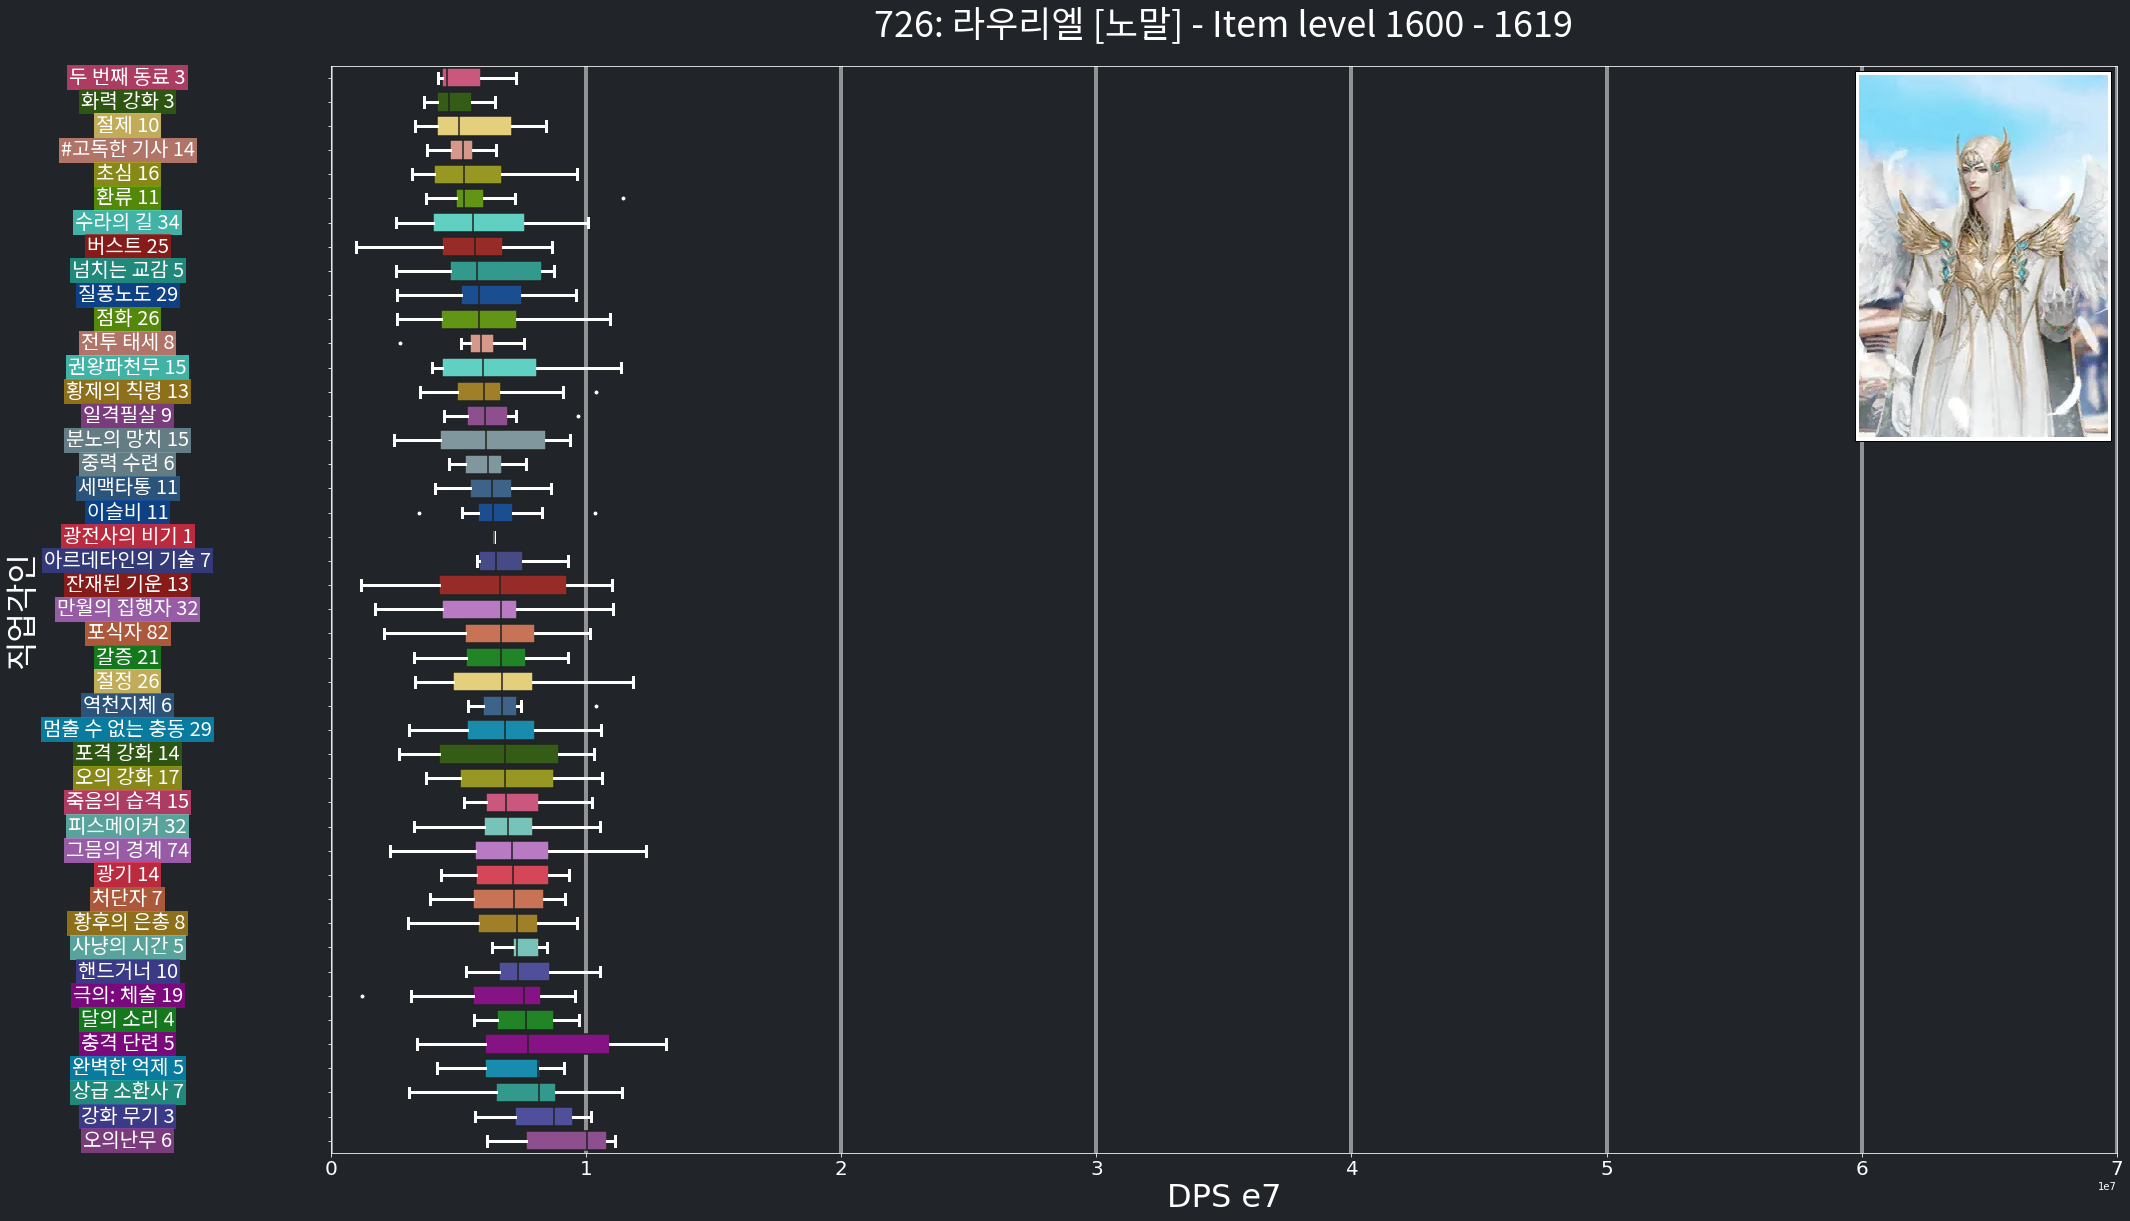 726: 라우리엘 [노말] - Item level 1600 - 1619
두 번째 동료 3
화력 강화 3
절제 10
#고독한 기사 14
초심 16
환류 11
수라의 길 34
버스트 25
넘치는 교감 5
질풍노도 29
점화 26
전투 태세 8
권왕파천무 15
황제의 칙령 13
일격필살 9
분노의 망치 15
중력 수련 6
세맥타통 11
이슬비 11
광전사의 비기 1
아르데타인의 기술 7
잔재된 기운 13
만월의 집행자 32
포식자 82
갈증 21
절정 26
역천지체 6
멈출 수 없는 충동 29
포격 강화 14
오의 강화 17
죽음의 습격 15
피스메이커 32
그믐의 경계 74
광기 14
처단자 7
황후의 은총 8
사냥의 시간 5
핸드거너 10
극의: 체술 19
달의 소리 4
충격 단련 5
완벽한 억제 5
상급 소환사 7
강화 무기 3
오의난무 6
직업각인
0 1 2 3 4 5 6 7
1e7
DPS e7